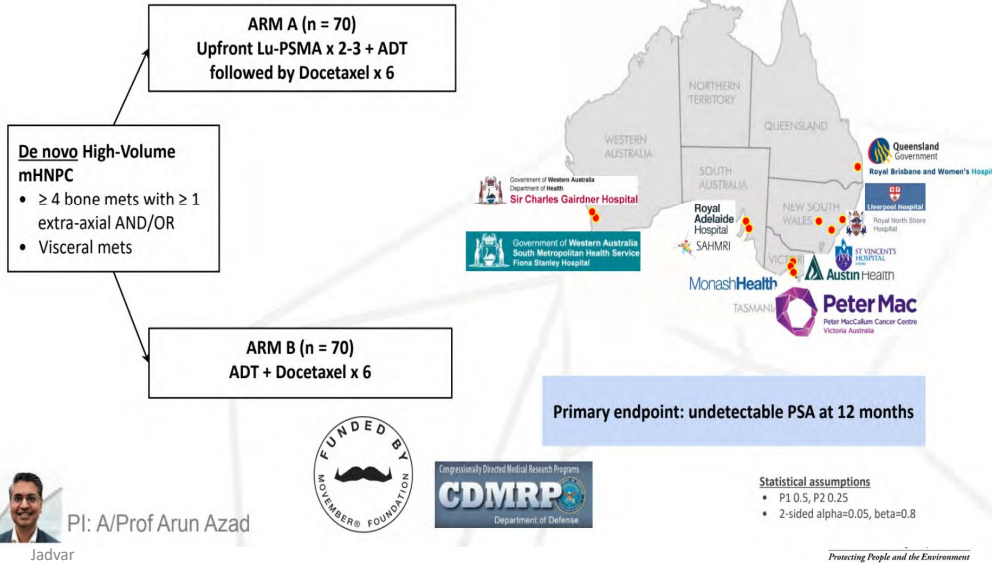 ARM A (n = 70)
Upfront Lu-PSMA x 2-3 + ADT
followed by Docetaxel x 6
De novo High-Volume
mHNPC
• ≥ 4 bone mets with ≥ 1
extra-axial AND/OR
• Visceral mets
ARM B (n = 70)
ADT + Docetaxel x 6
NORTHERN
TERRITORY
QUEENSLAND
WESTERN
AUSTRALIA
SOUTH
AUSTRALIA
NEW SOUTH
WALES
TASMANI
Queensland
Government
Royal Brisbane and Women's Hospi
Government of Western Australia
Department of Health
Sir Charles Gairdner Hospital
Liverpool Hospital
Royal
Adelaide
Hospital
SAHMRI
Royal North Shore
Hospital
Government of Western Australia
South Metropolitan Health Service
Fiona Stanley Hospital
ST VINCENT'S
HOSPITAL
Austin Health
MonashHealth
Peter Mac
Peter MacCallum Cancer Centre
Victoria Australia
Primary endpoint: undetectable PSA at 12 months
FUNDED BY
MOVEMBER® FOUNDATION
Congressionally Directed Medical Research Programs
CDMRP
Department of Defense
Statistical assumptions
• P1 0.5, P2 0.25
• 2-sided alpha=0.05, beta=0.8
PI: A/Prof Arun Azad
Jadvar
Protecting People and the Environment